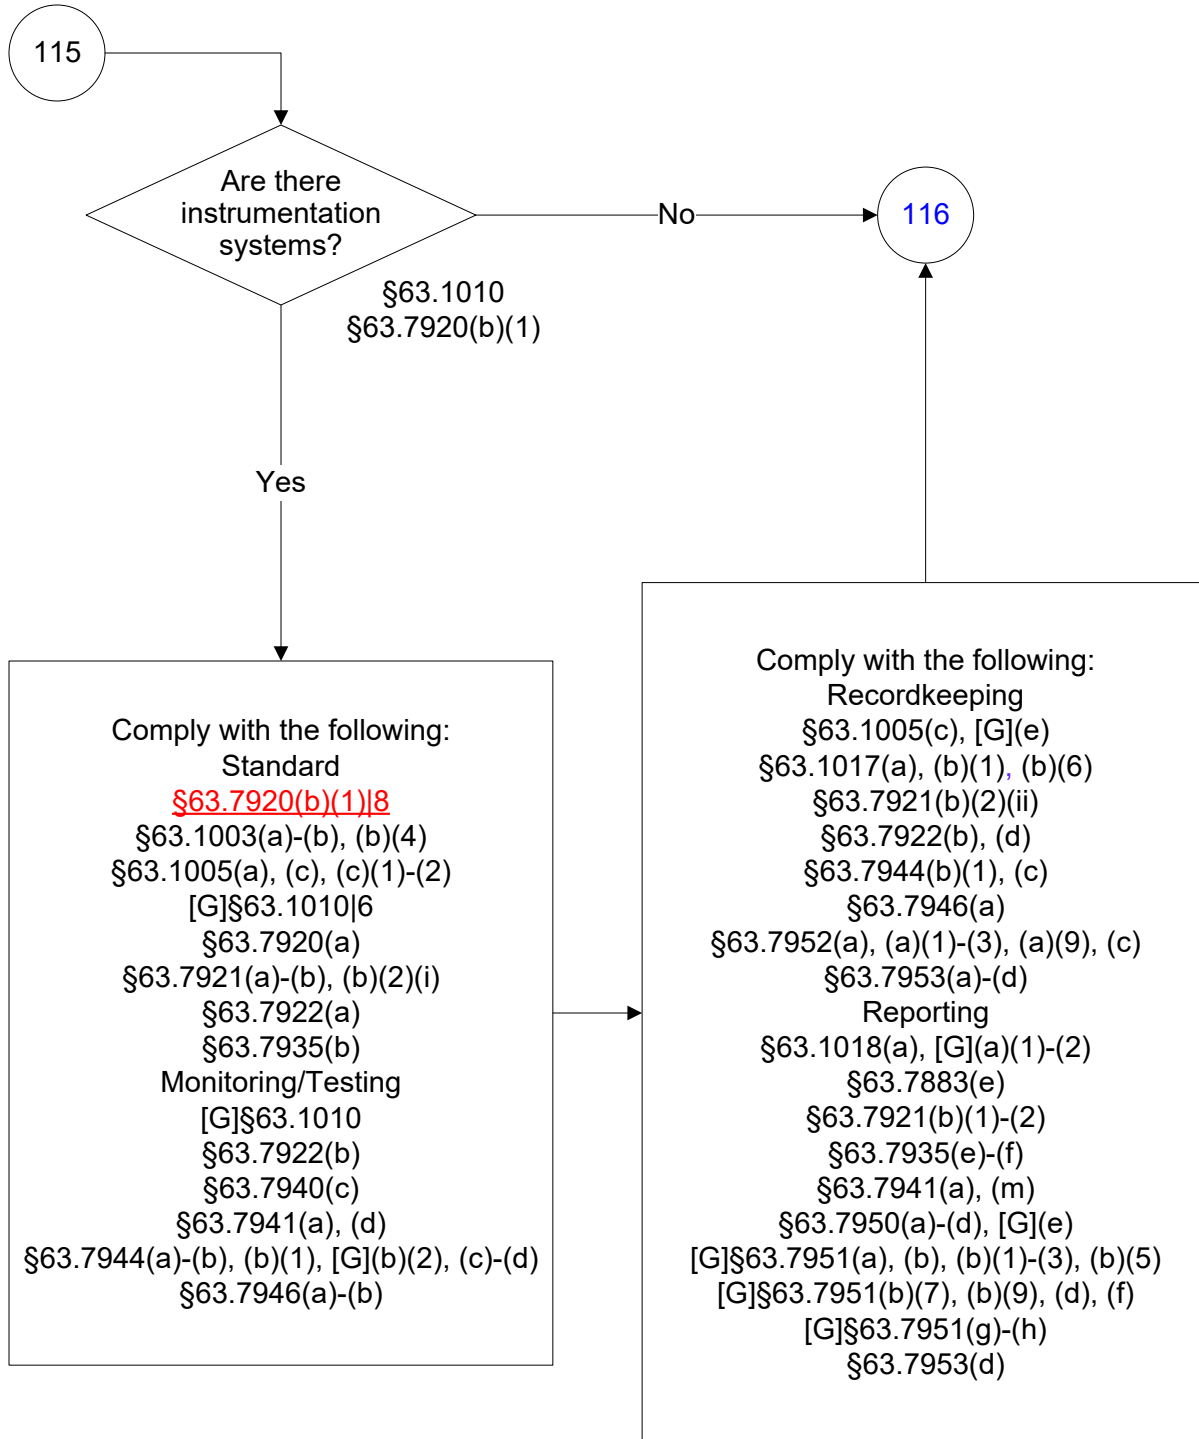 115
Are there
instrumentation
systems?
No
116
§63.1010
§63.7920(b)(1)
Yes
Comply with the following:
Standard
§63.7920(b)(1)|8
§63.1003(a)-(b), (b)(4)
§63.1005(a), (c), (c)(1)-(2)
[G]§63.1010|6
§63.7920(a)
§63.7921(a)-(b), (b)(2)(i)
§63.7922(a)
§63.7935(b)
Monitoring/Testing
[G]§63.1010
§63.7922(b)
§63.7940(c)
§63.7941(a), (d)
§63.7944(a)-(b), (b)(1), [G](b)(2), (c)-(d)
§63.7946(a)-(b)
Comply with the following:
Recordkeeping
§63.1005(c), [G](e)
§63.1017(a), (b)(1), (b)(6)
§63.7921(b)(2)(ii)
§63.7922(b), (d)
§63.7944(b)(1), (c)
§63.7946(a)
§63.7952(a), (a)(1)-(3), (a)(9), (c)
§63.7953(a)-(d)
Reporting
§63.1018(a), [G](a)(1)-(2)
§63.7883(e)
§63.7921(b)(1)-(2)
§63.7935(e)-(f)
§63.7941(a), (m)
§63.7950(a)-(d), [G](e)
[G]§63.7951(a), (b), (b)(1)-(3), (b)(5)
[G]§63.7951(b)(7), (b)(9), (d), (f)
[G]§63.7951(g)-(h)
§63.7953(d)